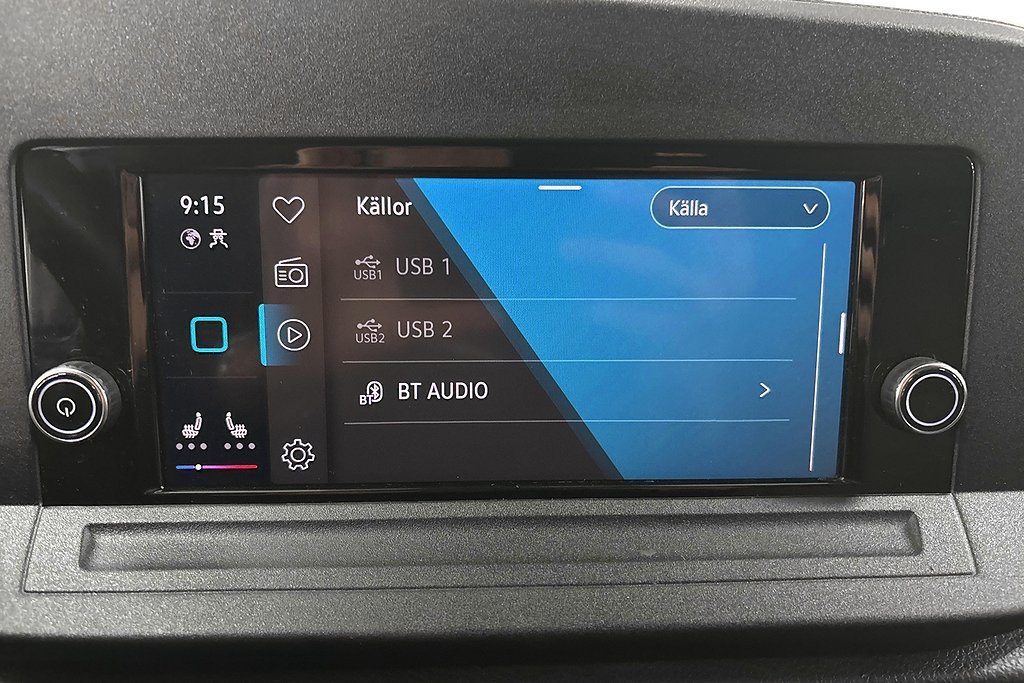 9:15
Källor
Källa
USB1 USB 1
USB2 USB 2
BT BT AUDIO